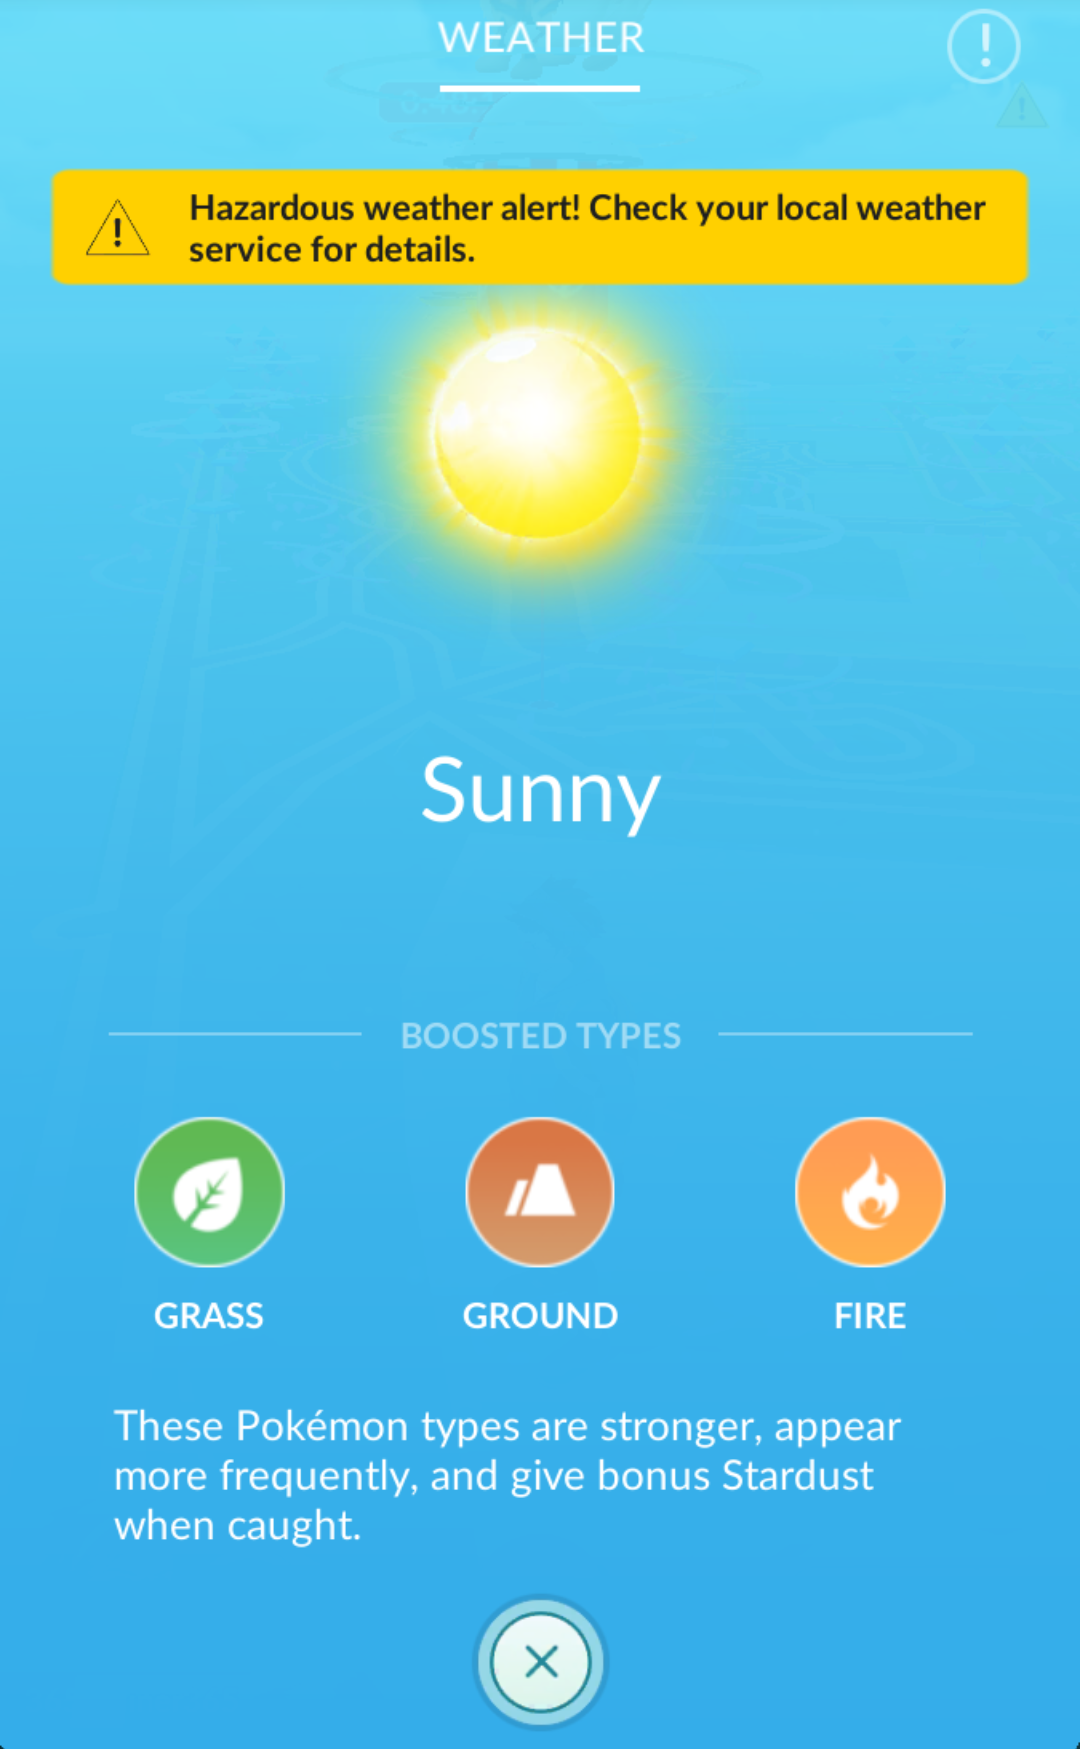 WEATHER
Hazardous weather alert! Check your local weather
service for details.
Sunny
BOOSTED TYPES
GRASS
GROUND
FIRE
These Pokémon types are stronger, appear
more frequently, and give bonus Stardust
when caught.